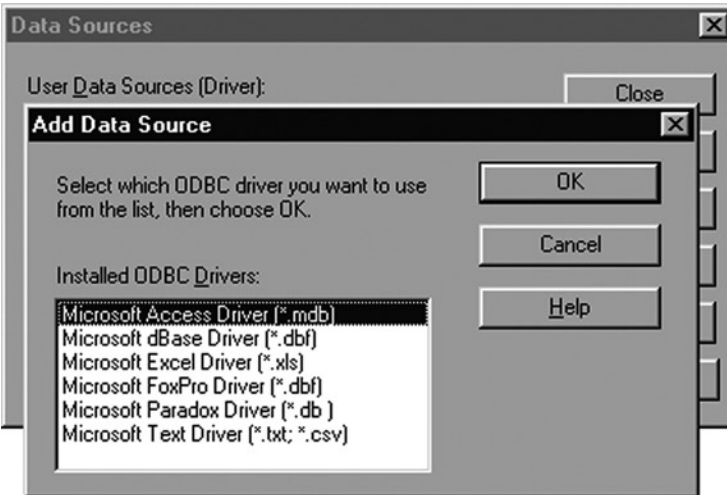 Data Sources
User Data Sources (Driver):
Close
Add Data Source
Select which ODBC driver you want to use
from the list, then choose OK.
OK
Cancel
Help
Installed ODBC Drivers:
Microsoft Access Driver (*.mdb)
Microsoft dBase Driver (*.dbf)
Microsoft Excel Driver (*.xls)
Microsoft FoxPro Driver (*.dbf)
Microsoft Paradox Driver (*.db )
Microsoft Text Driver (*.txt; *.csv)